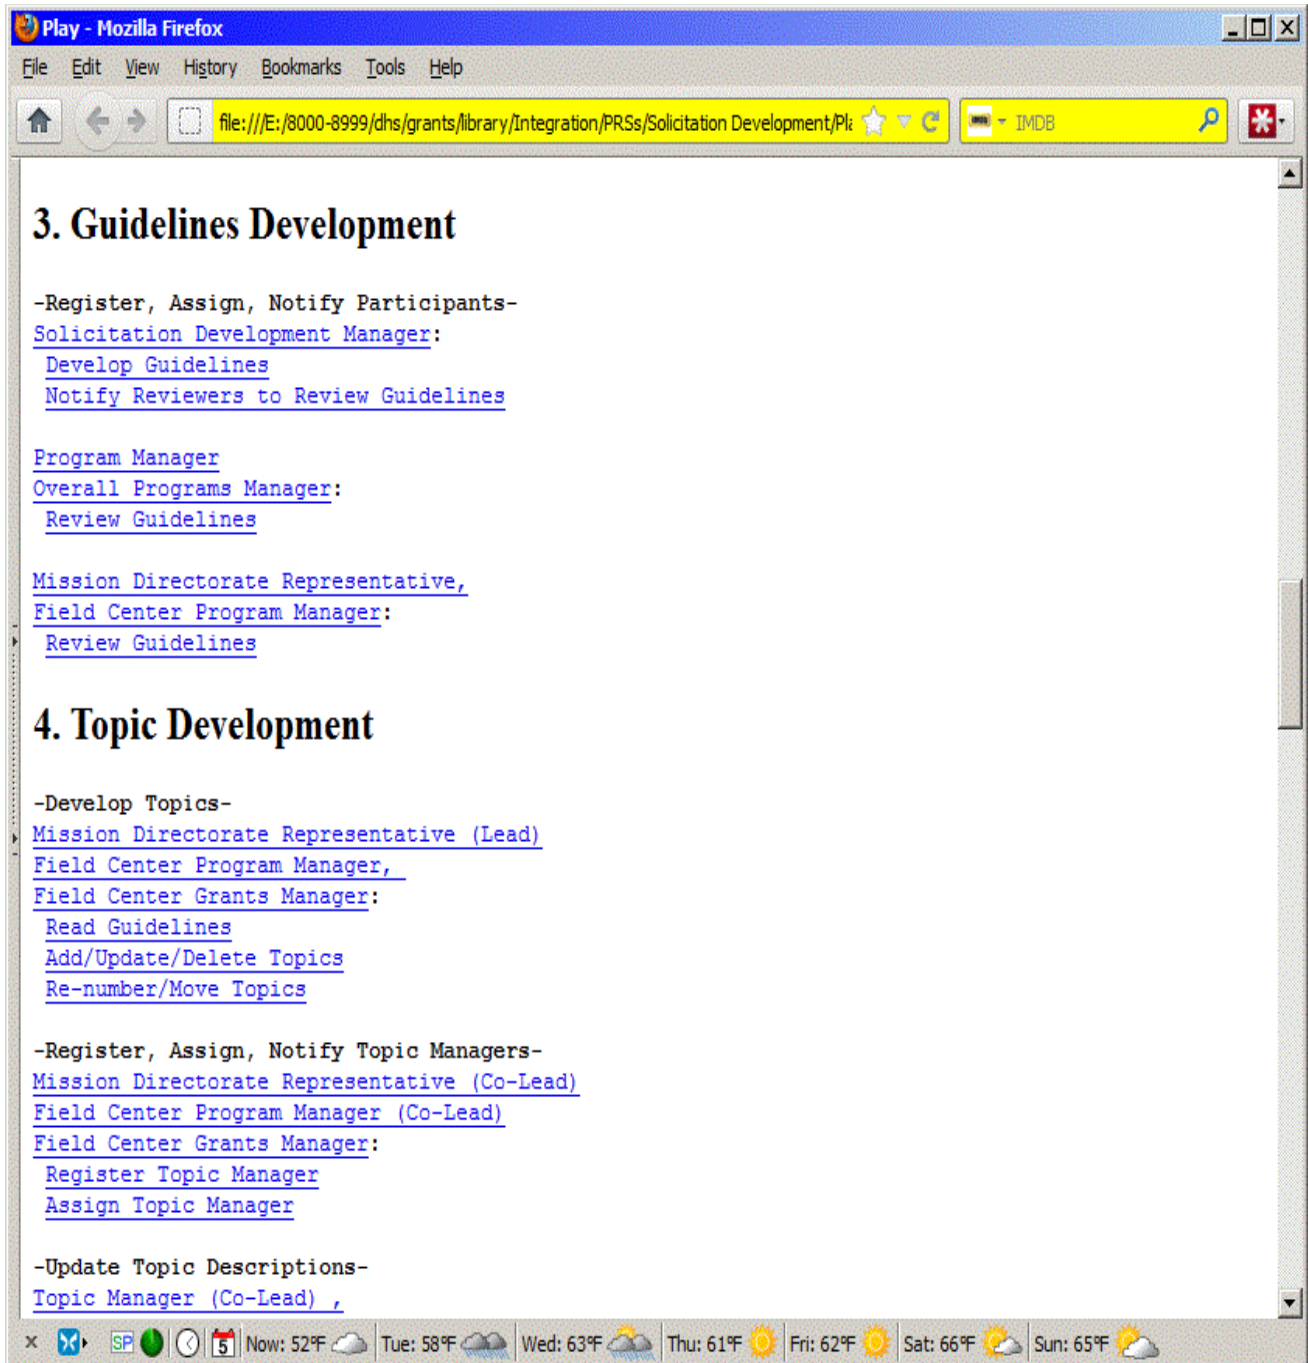 Play - Mozilla Firefox
File Edit View History Bookmarks Tools Help
file:///E:/8000-8999/dhs/grants/library/Integration/PRSs/Solicitation Development/Pla
IMDB
3. Guidelines Development
-Register, Assign, Notify Participants-
Solicitation Development Manager:
Develop Guidelines
Notify Reviewers to Review Guidelines
Program Manager
Overall Programs Manager:
Review Guidelines
Mission Directorate Representative,
Field Center Program Manager:
Review Guidelines
4. Topic Development
-Develop Topics-
Mission Directorate Representative (Lead)
Field Center Program Manager,
Field Center Grants Manager:
Read Guidelines
Add/Update/Delete Topics
Re-number/Move Topics
-Register, Assign, Notify Topic Managers-
Mission Directorate Representative (Co-Lead)
Field Center Program Manager (Co-Lead)
Field Center Grants Manager:
Register Topic Manager
Assign Topic Manager
-Update Topic Descriptions-
Topic Manager (Co-Lead) ,
SP 5 Now: 52°F Tue: 58°F Wed: 63°F Thu: 61°F Fri: 62°F Sat: 66°F Sun: 65°F